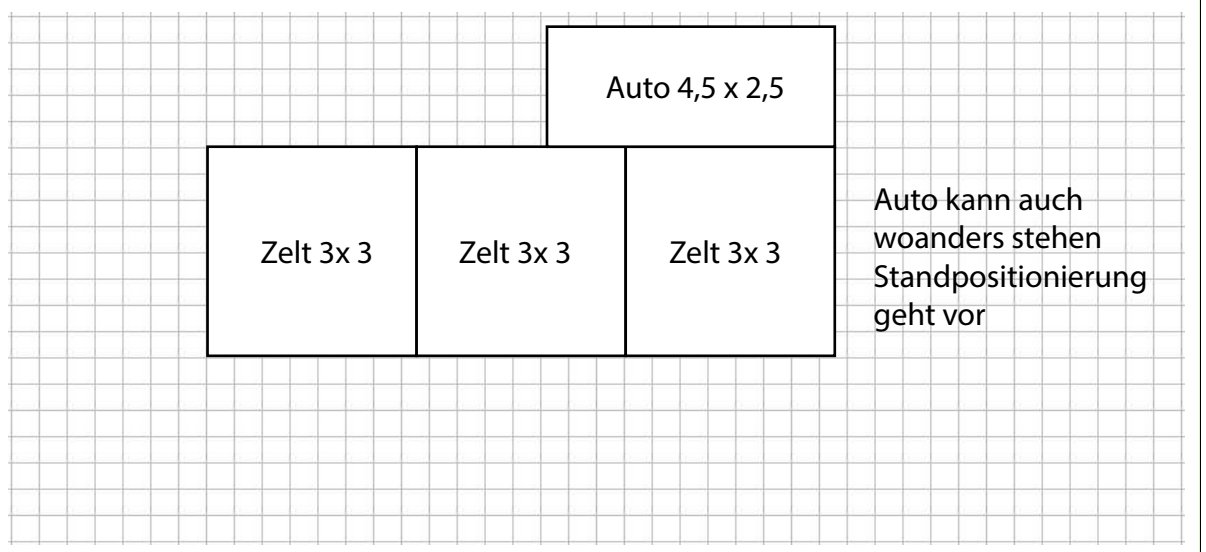 Auto 4,5 x 2,5
Zelt 3x 3
Zelt 3x 3
Zelt 3x 3
Auto kann auch
woanders stehen
Standpositionierung
geht vor